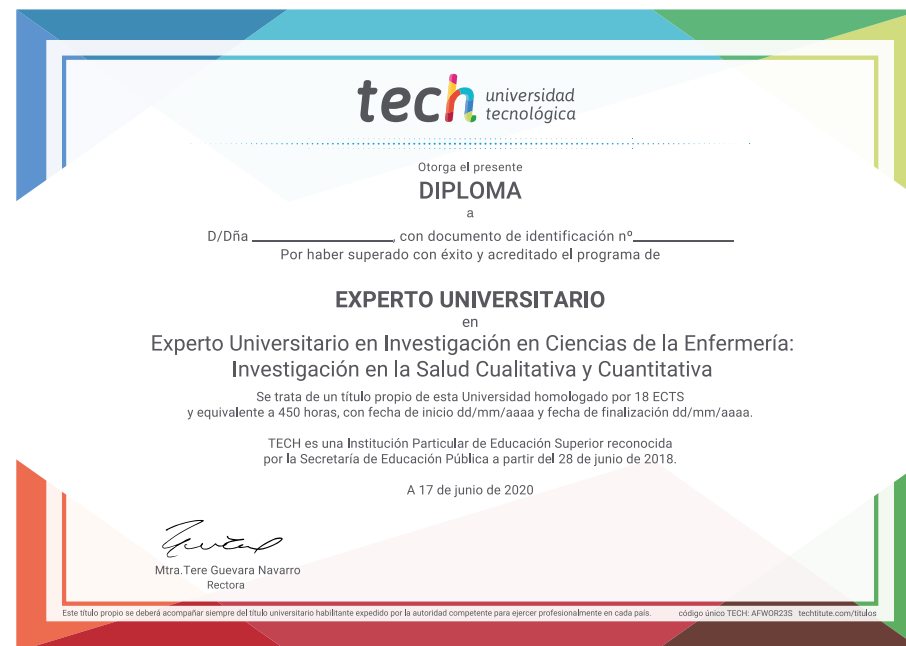 tech universidad
tecnológica
Otorga el presente
DIPLOMA
a
D/Dña ______________, con documento de identificación nº__________
Por haber superado con éxito y acreditado el programa de
EXPERTO UNIVERSITARIO
en
Experto Universitario en Investigación en Ciencias de la Enfermería:
Investigación en la Salud Cualitativa y Cuantitativa
Se trata de un título propio de esta Universidad homologado por 18 ECTS
y equivalente a 450 horas, con fecha de inicio dd/mm/aaaa y fecha de finalización dd/mm/aaaa.
TECH es una Institución Particular de Educación Superior reconocida
por la Secretaría de Educación Pública a partir del 28 de junio de 2018.
A 17 de junio de 2020
Mtra.Tere Guevara Navarro
Rectora
Este título propio se deberá acompañar siempre del título universitario habilitante expedido por la autoridad competente para ejercer profesionalmente en cada país. código único TECH: AFWOR23S techtitute.com/titulos